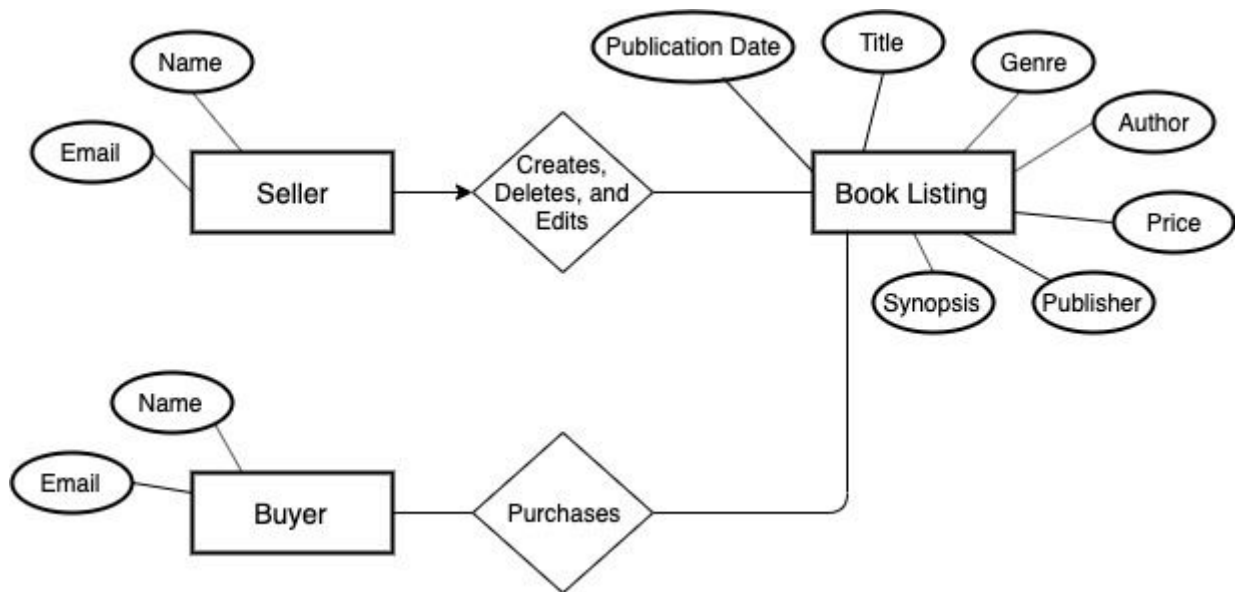 Publication Date
Title
Genre
Name
Author
Email
Seller
Creates,
Deletes, and
Edits
Book Listing
Price
Synopsis
Publisher
Name
Email
Buyer
Purchases